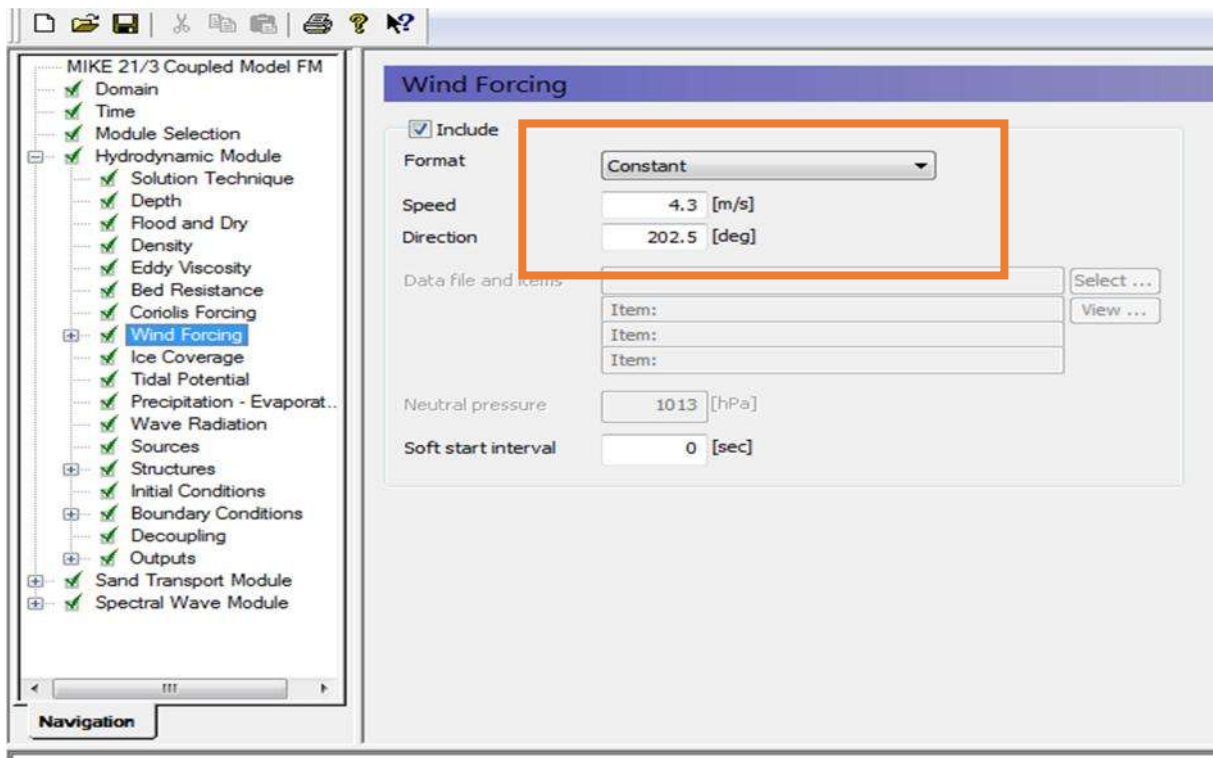 MIKE 21/3 Coupled Model FM
Domain
Time
Module Selection
Hydrodynamic Module
Solution Technique
Depth
Flood and Dry
Density
Eddy Viscosity
Bed Resistance
Coriolis Forcing
Wind Forcing
Ice Coverage
Tidal Potential
Precipitation - Evaporat..
Wave Radiation
Sources
Structures
Initial Conditions
Boundary Conditions
Decoupling
Outputs
Sand Transport Module
Spectral Wave Module
Navigation
Wind Forcing
Include
Format Constant
Speed 4.3 [m/s]
Direction 202.5 [deg]
Data file and items Select ...
Item: View ...
Item:
Item:
Neutral pressure 1013 [hPa]
Soft start interval 0 [sec]